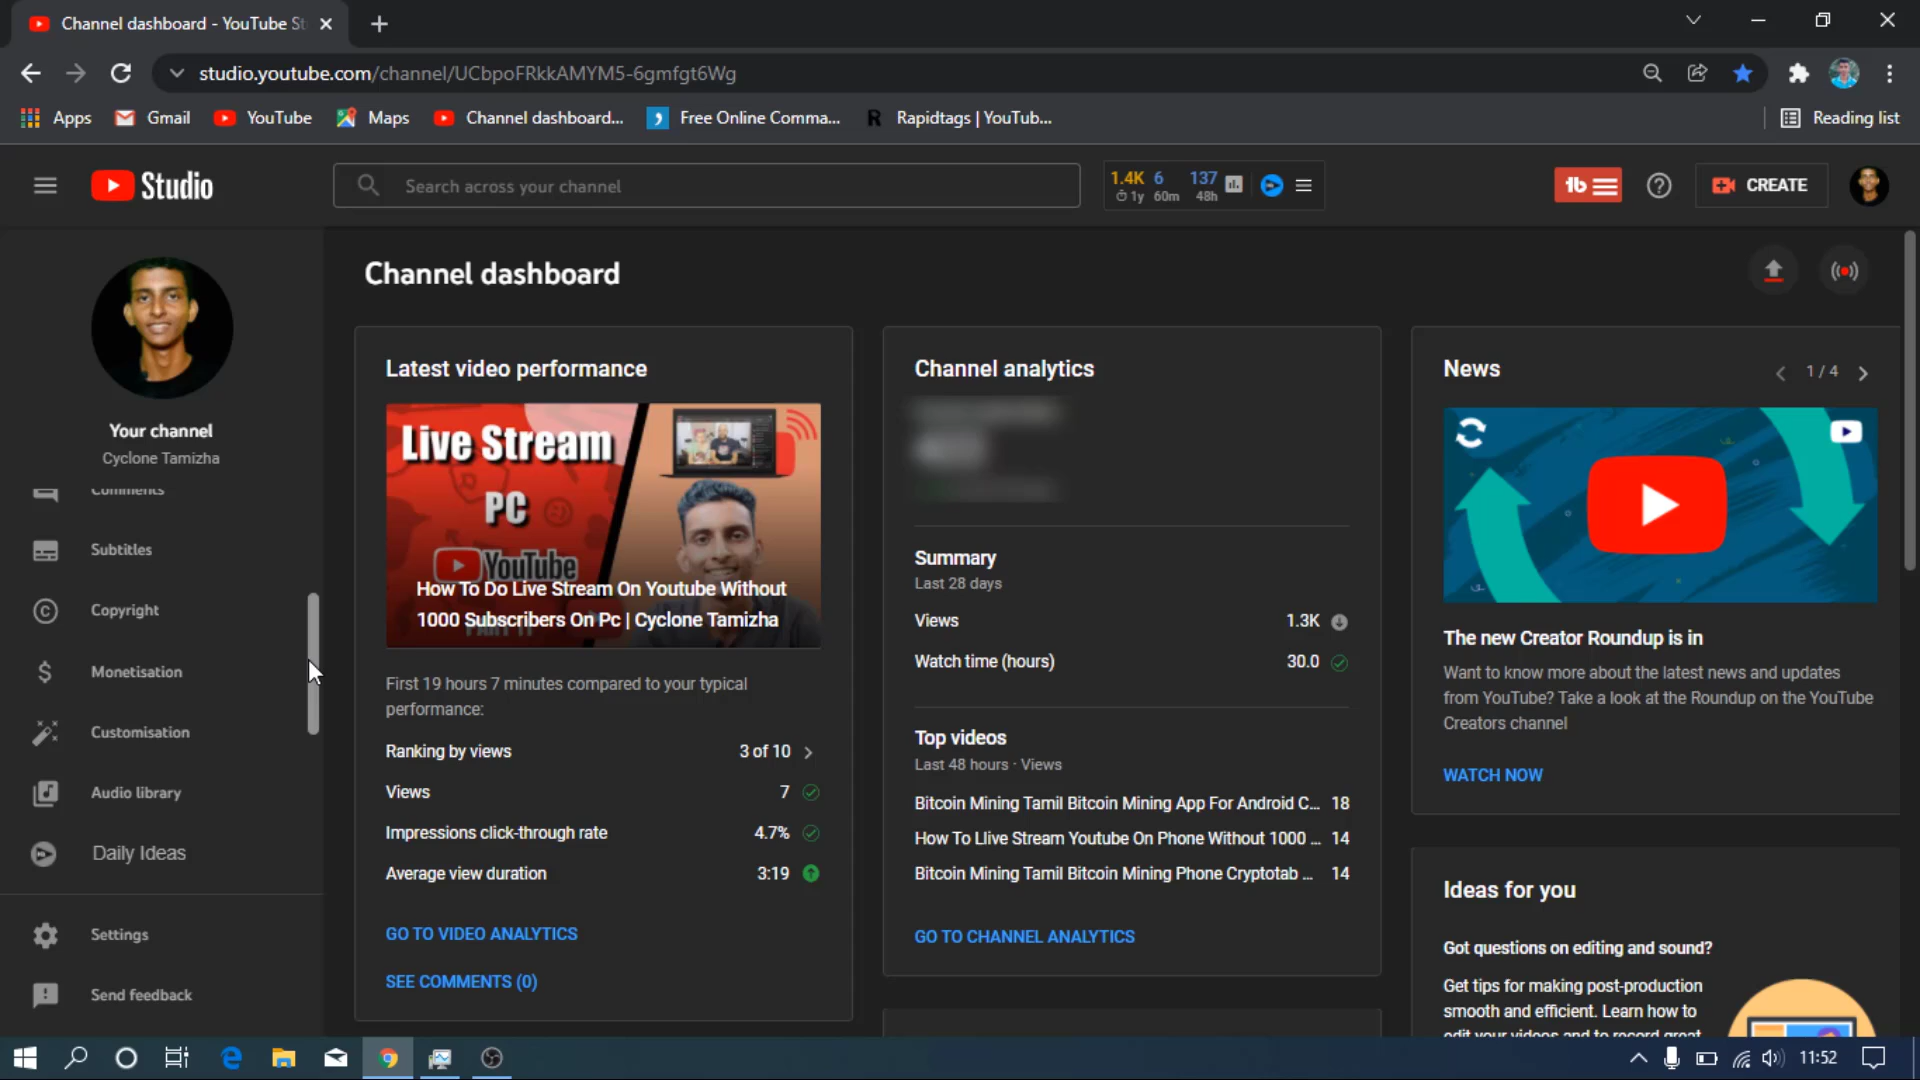 Channel dashboard - YouTube St
studio.youtube.com/channel/UCbpoFRkkAMYM5-6gmfgt6Wg
Apps
Gmail
YouTube
Maps
Channel dashboard...
Free Online Comma...
R
Rapidtags | YouTub...
Reading list
Studio
Search across your channel
1.4K 6 137
1y 60m 48h
tb
CREATE
Channel dashboard
Your channel
Cyclone Tamizha
Comments
Subtitles
Copyright
Monetisation
Customisation
Audio library
Daily Ideas
Settings
Send feedback
Latest video performance
Live Stream
PC
YouTube
How To Do Live Stream On Youtube Without
1000 Subscribers On Pc | Cyclone Tamizha
First 19 hours 7 minutes compared to your typical
performance:
Ranking by views 3 of 10
Views 7
Impressions click-through rate 4.7%
Average view duration 3:19
GO TO VIDEO ANALYTICS
SEE COMMENTS (0)
Channel analytics
Summary
Last 28 days
Views 1.3K
Watch time (hours) 30.0
Top videos
Last 48 hours · Views
Bitcoin Mining Tamil Bitcoin Mining App For Android C... 18
How To Llive Stream Youtube On Phone Without 1000 ... 14
Bitcoin Mining Tamil Bitcoin Mining Phone Cryptotab ... 14
GO TO CHANNEL ANALYTICS
News
1 / 4
The new Creator Roundup is in
Want to know more about the latest news and updates
from YouTube? Take a look at the Roundup on the YouTube
Creators channel
WATCH NOW
Ideas for you
Got questions on editing and sound?
Get tips for making post-production
smooth and efficient. Learn how to
edit your videos and to record great
11:52